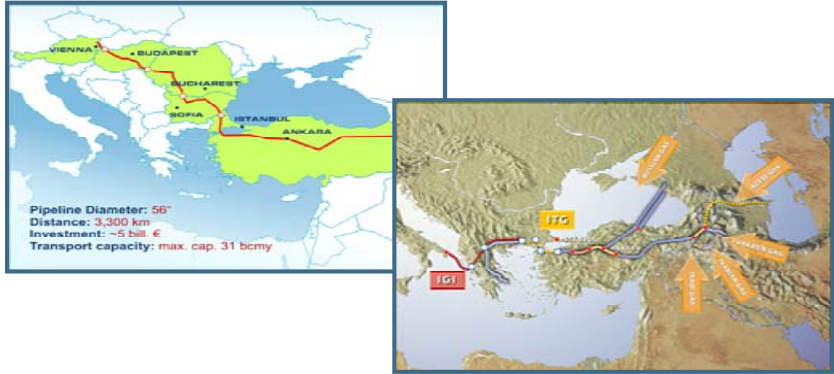 VIENNA
BUDAPEST
BUCHAREST
SOFIA
ISTANBUL
ANKARA
Pipeline Diameter: 56"
Distance: 3,300 km
Investment: ~5 bill. €
Transport capacity: max. cap. 31 bcmy
ITG
IGI